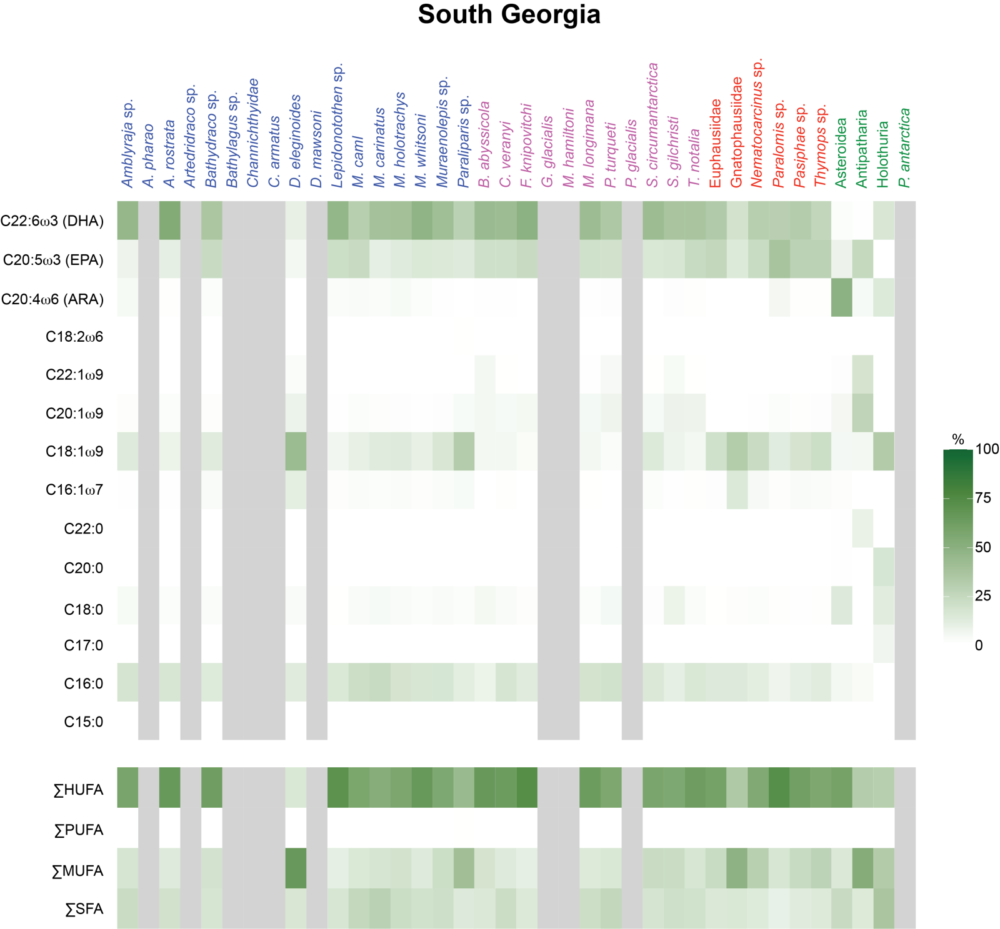 South Georgia
Amblyraja sp.
A. pharao
A. rostrata
Artedridraco sp.
Bathydraco sp.
Bathylagus sp.
Channichthyidae
C. armatus
D. eleginoides
D. mawsoni
Lepidonotothen sp.
M. caml
M. carinatus
M. holotrachys
M. whitsoni
Muraenolepis sp.
Paraliparis sp.
B. abyssicola
C. veranyi
F. knipovitchi
G. glacialis
M. hamiltoni
M. longimana
P. turqueti
P. glacialis
S. circumantarctica
S. gilchristi
T. notalia
Euphausiidae
Gnatophausiidae
Nematocarcinus sp.
Paralomis sp.
Pasiphae sp.
Thymops sp.
Asteroidea
Antipatharia
Holothuria
P. antarctica
C22:6ω3 (DHA)
C20:5ω3 (EPA)
C20:4ω6 (ARA)
C18:2ω6
C22:1ω9
C20:1ω9
C18:1ω9
C16:1ω7
C22:0
C20:0
C18:0
C17:0
C16:0
C15:0
∑HUFA
∑PUFA
∑MUFA
∑SFA
%
100
75
50
25
0